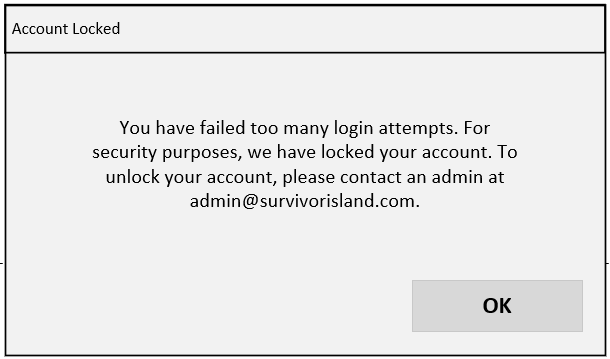 Account Locked
You have failed too many login attempts. For
security purposes, we have locked your account. To
unlock your account, please contact an admin at
admin@survivorisland.com.
OK